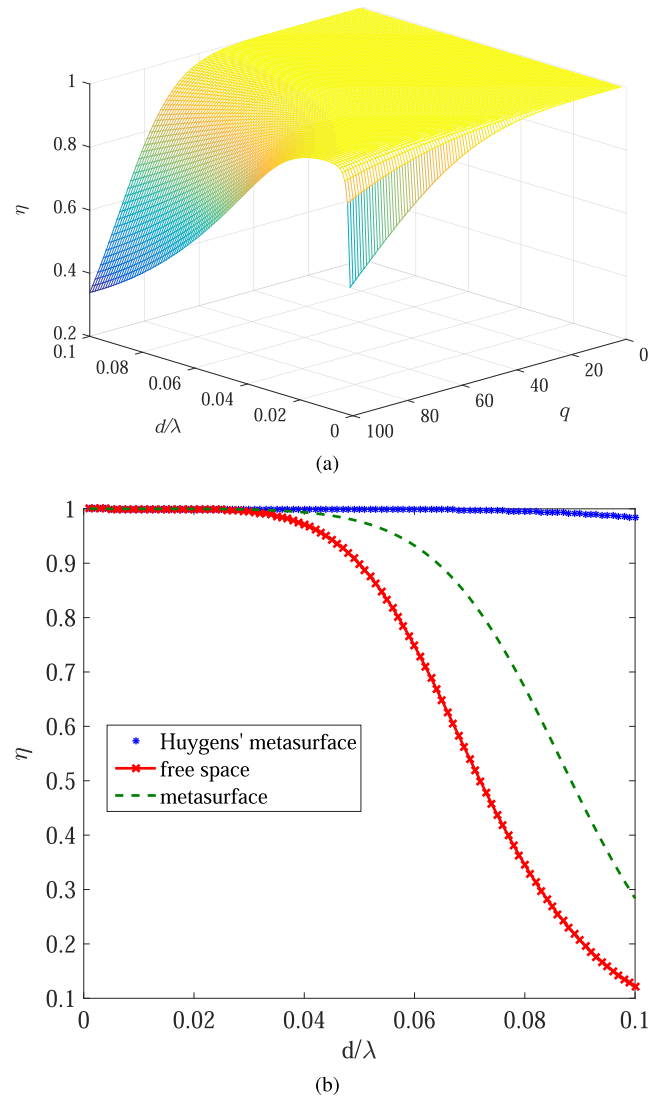 1
0.8
0.6
0.4
0.2
η
0.1
0.08
0.06
0.04
0.02
0
d/λ
100
80
60
40
20
0
q
(a)
1
0.9
0.8
0.7
0.6
0.5
0.4
0.3
0.2
0.1
η
Huygens' metasurface
free space
metasurface
0 0.02 0.04 0.06 0.08 0.1
d/λ
(b)